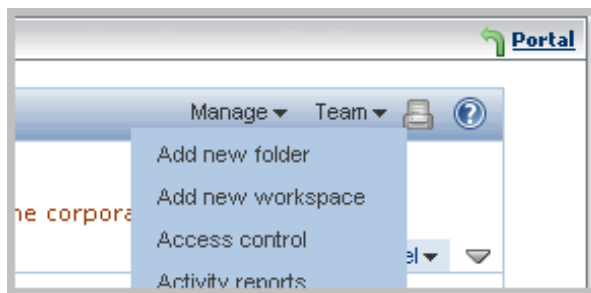 Portal
Manage Team
Add new folder
Add new workspace
Access control
Activity reports